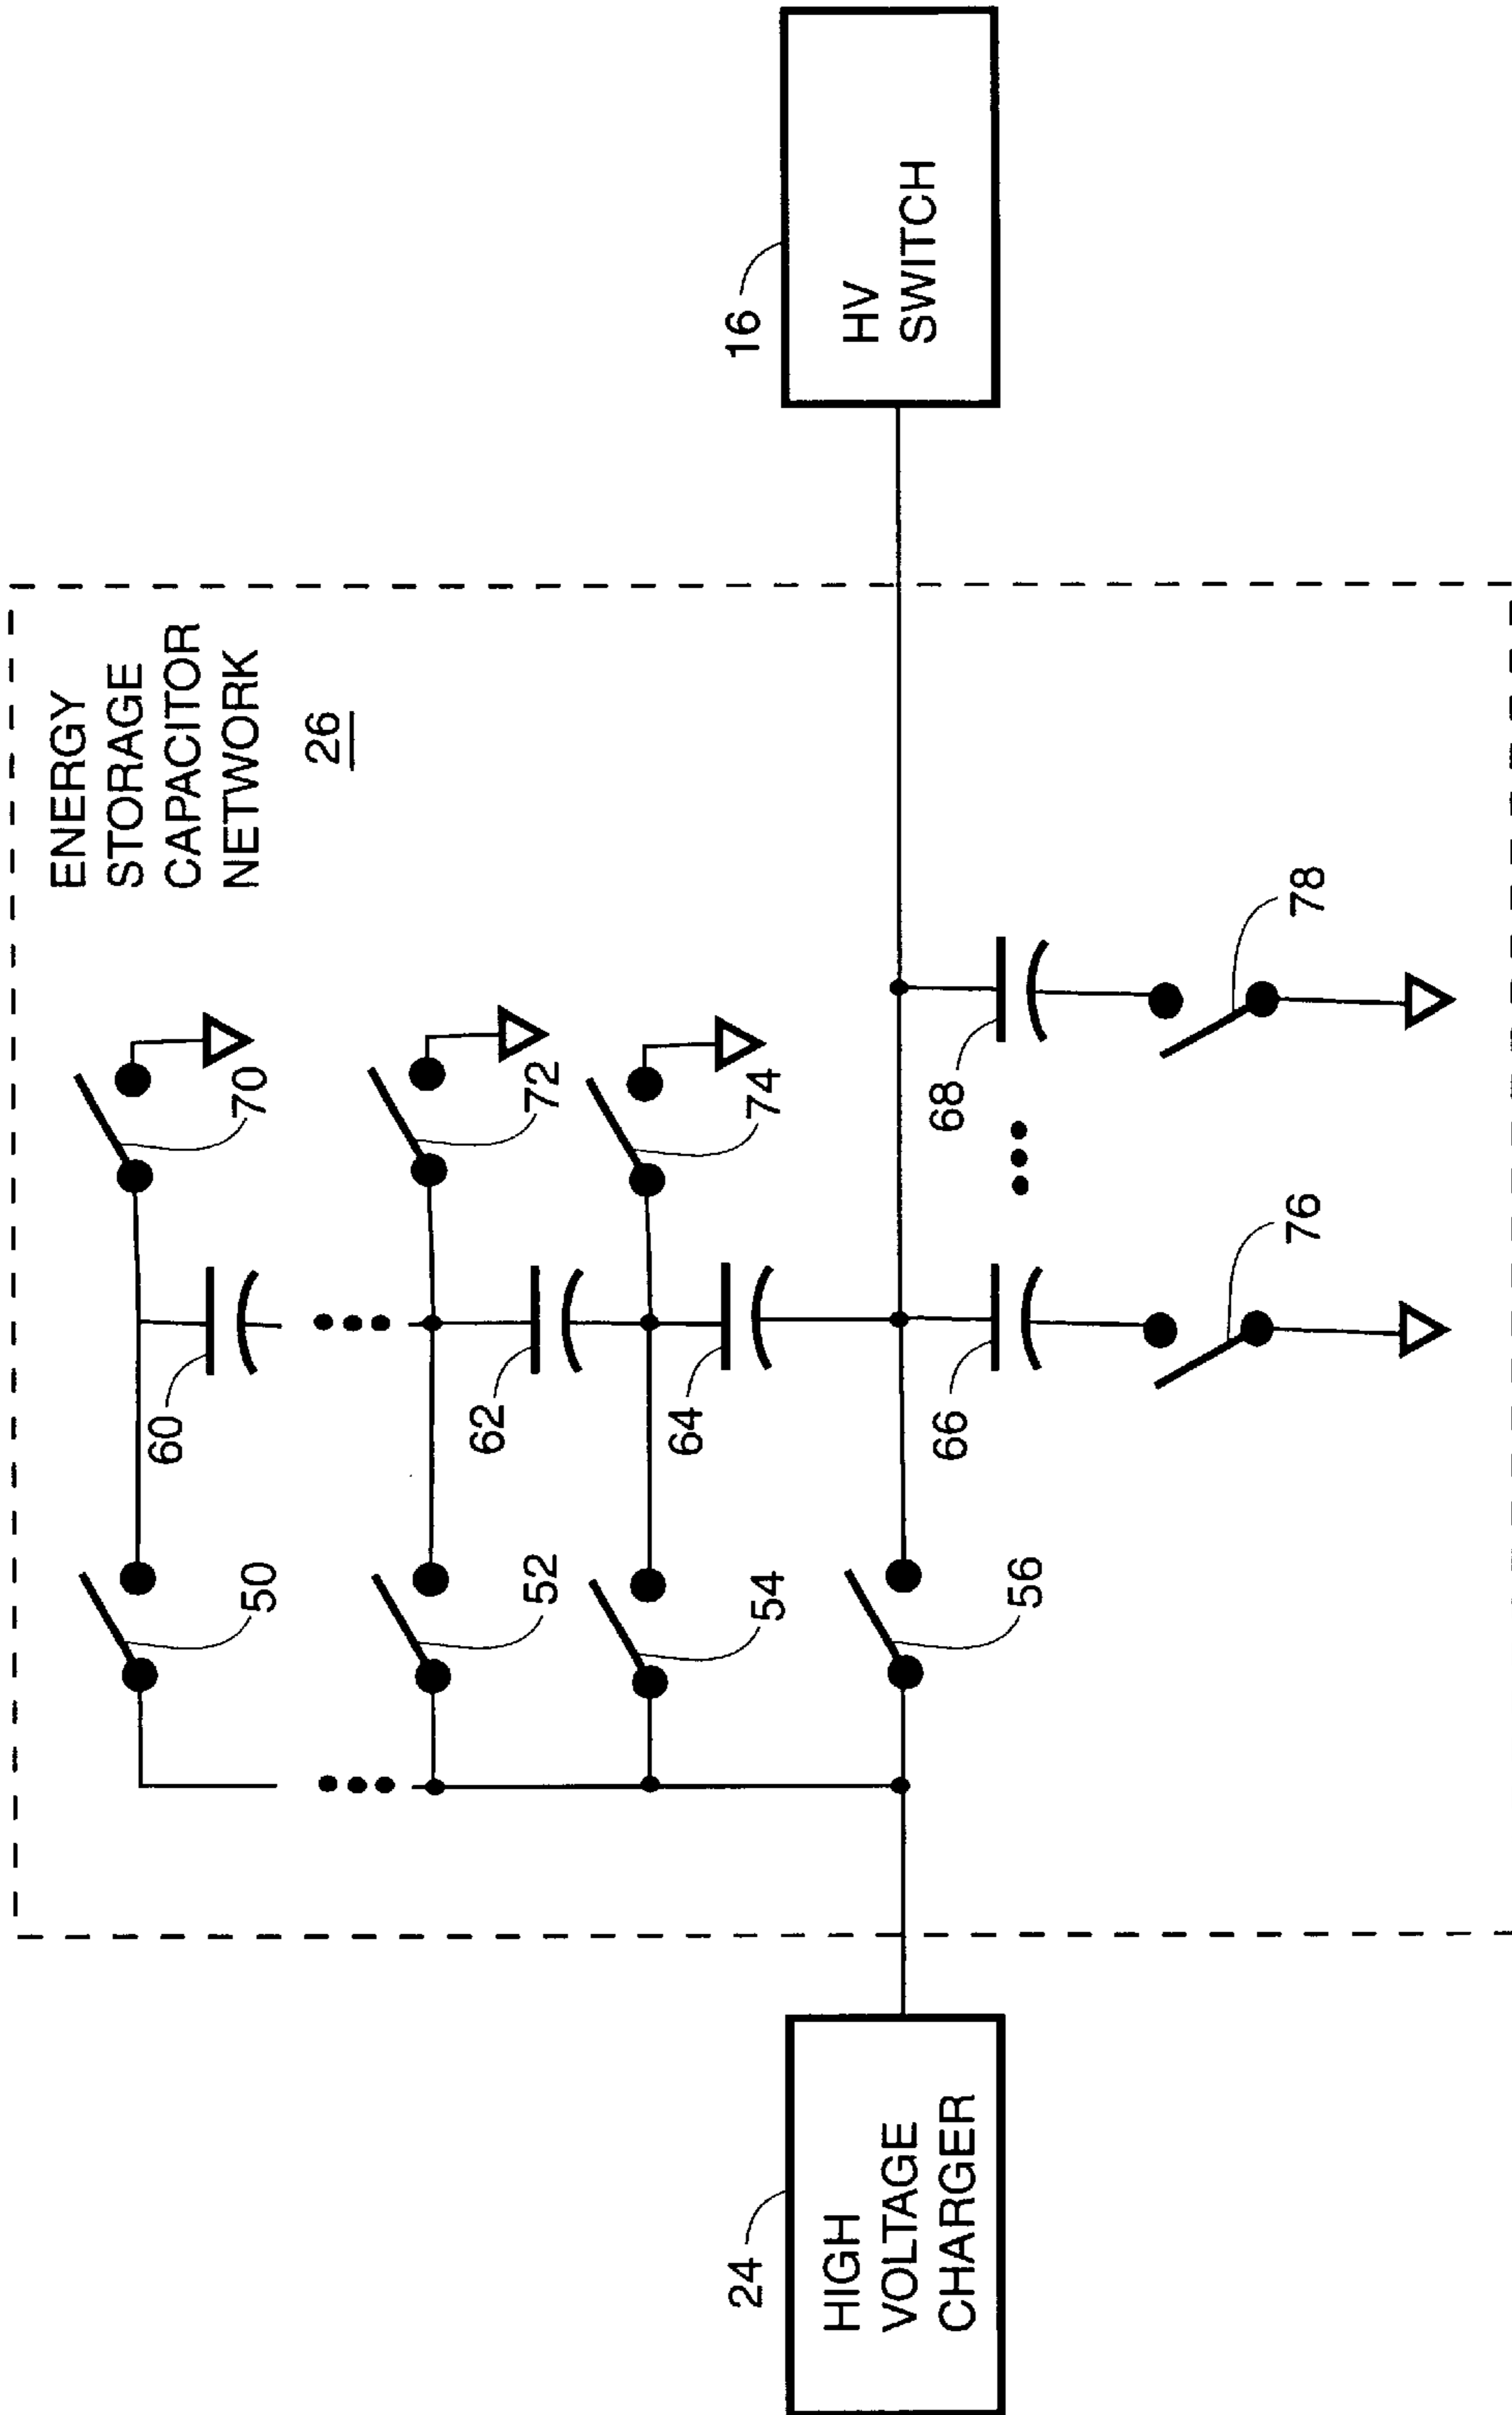 ENERGY
STORAGE
CAPACITOR
NETWORK
26
70
72
74
60
62
64
66
68
50
52
54
56
76
78
24
HIGH
VOLTAGE
CHARGER
16
HV
SWITCH